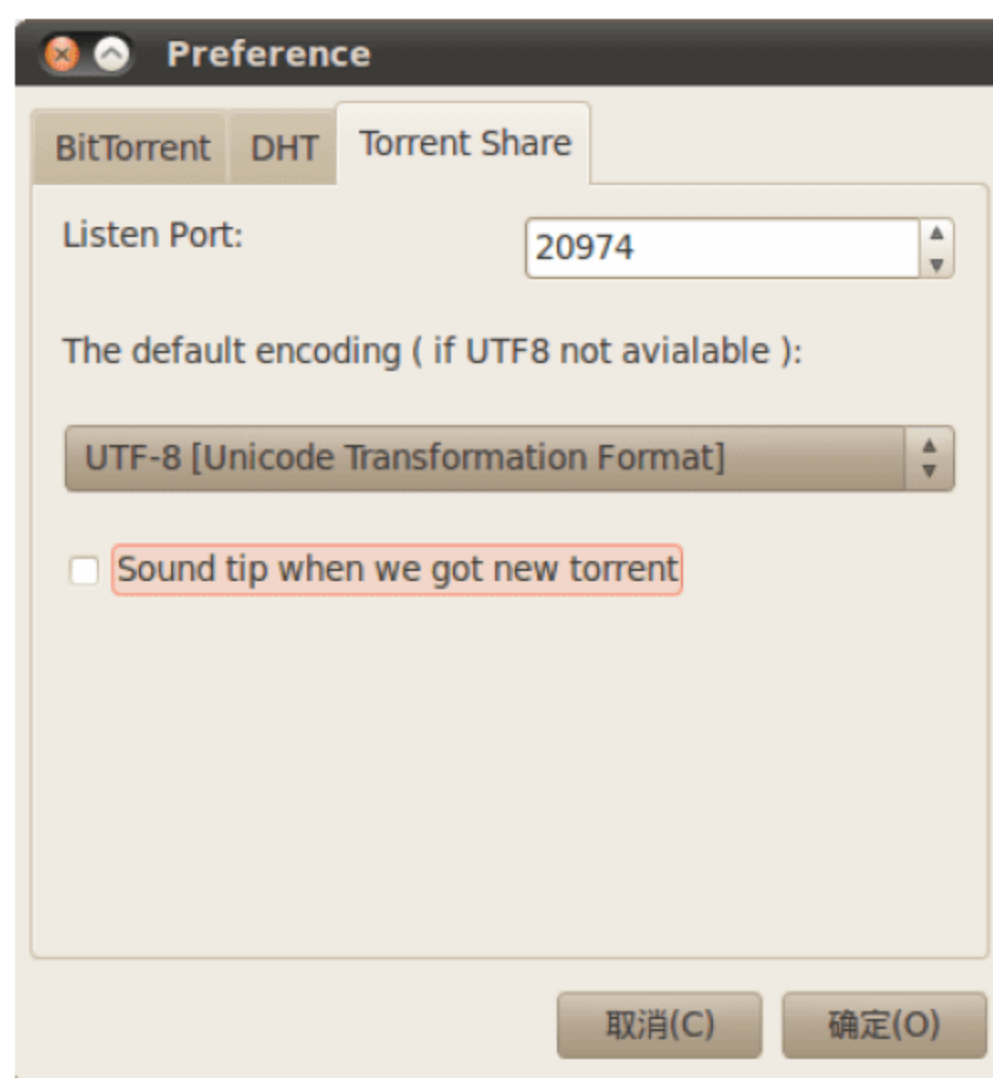 Preference
BitTorrent DHT Torrent Share
Listen Port: 20974
The default encoding ( if UTF8 not avialable ):
UTF-8 [Unicode Transformation Format]
Sound tip when we got new torrent
取消(C) 确定(O)